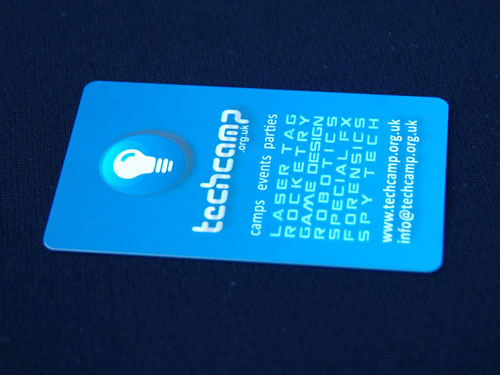 techcamp
.org.uk
camps events parties
LASER TAG
ROCKETRY
GAME DESIGN
ROBOTICS
SPECIAL FX
FORENSICS
SPY TECH
www.techcamp.org.uk
info@techcamp.org.uk